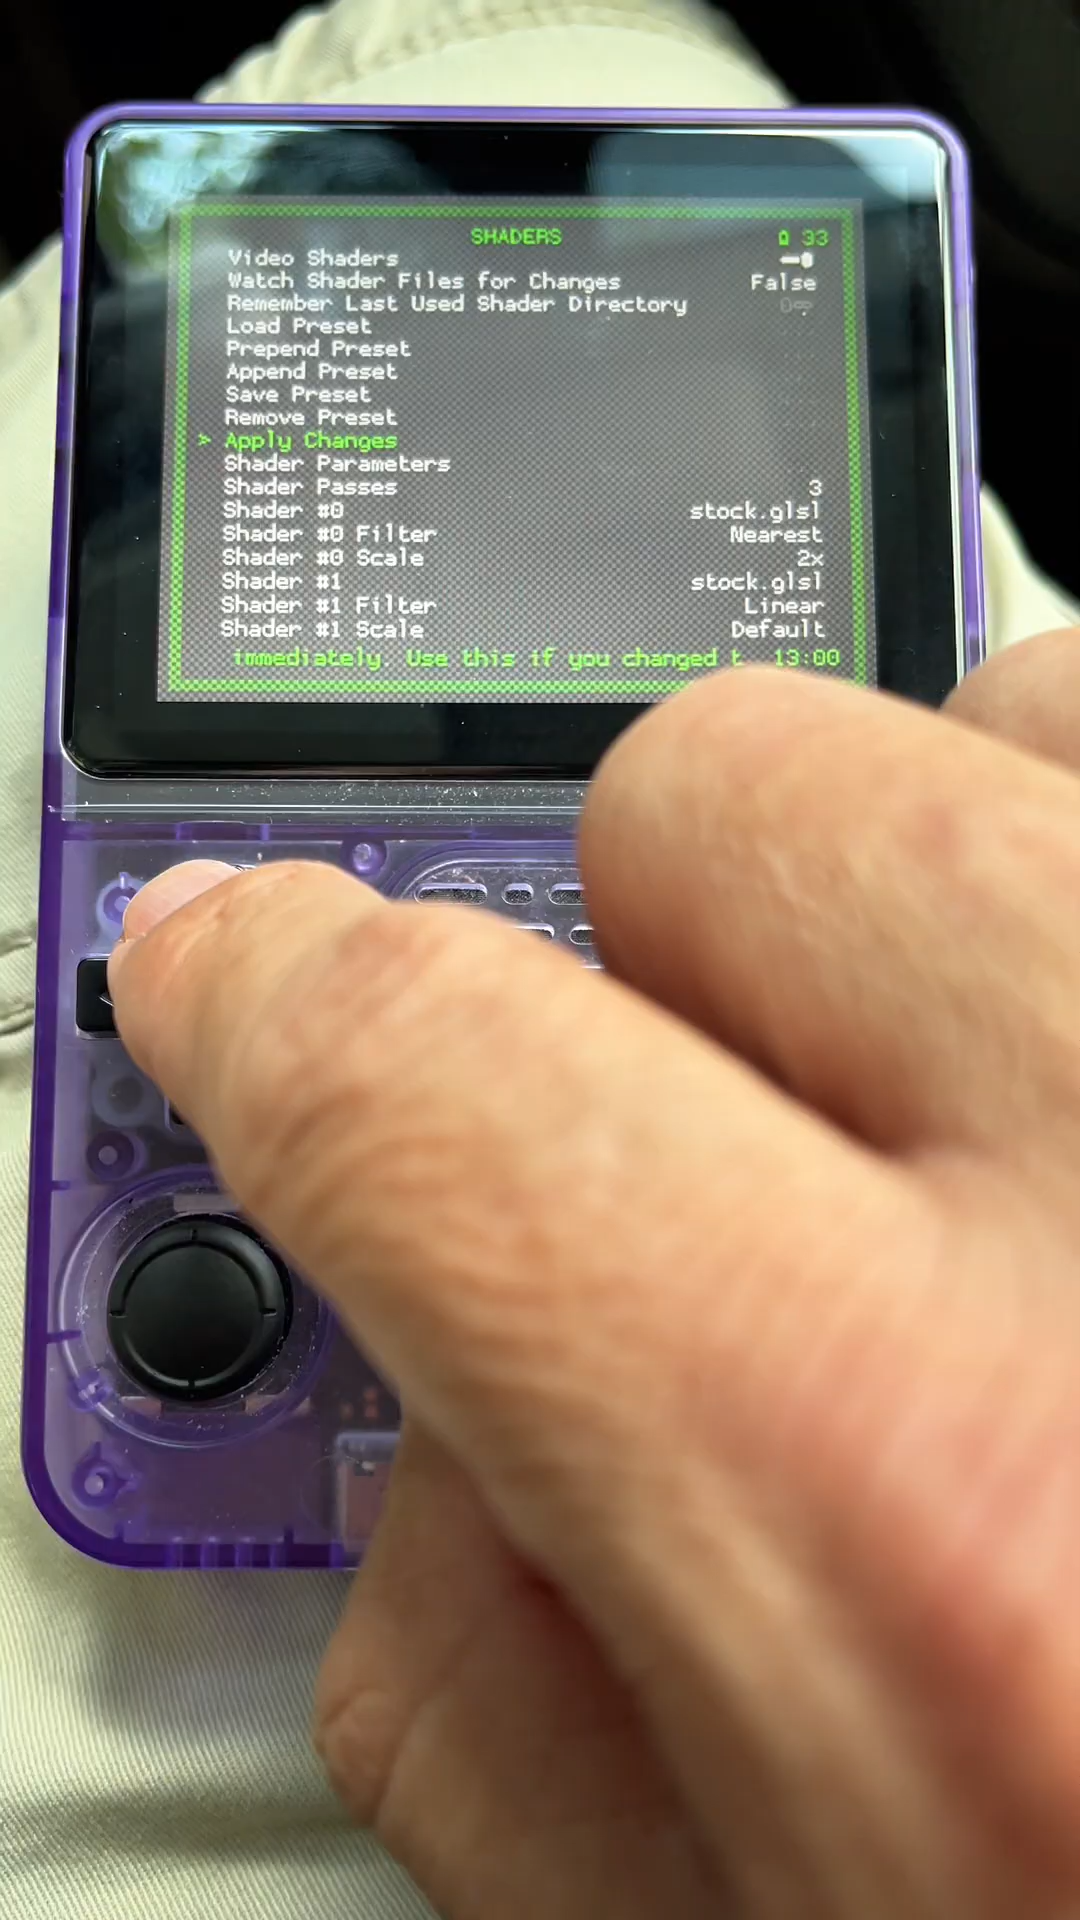 SHADERS 33
Video Shaders
Watch Shader Files for Changes False
Remember Last Used Shader Directory
Load Preset
Prepend Preset
Append Preset
Save Preset
Remove Preset
> Apply Changes
Shader Parameters
Shader Passes 3
Shader #0 stock.glsl
Shader #0 Filter Nearest
Shader #0 Scale 2x
Shader #1 stock.glsl
Shader #1 Filter Linear
Shader #1 Scale Default
immediately Use this if you changed t 13:00